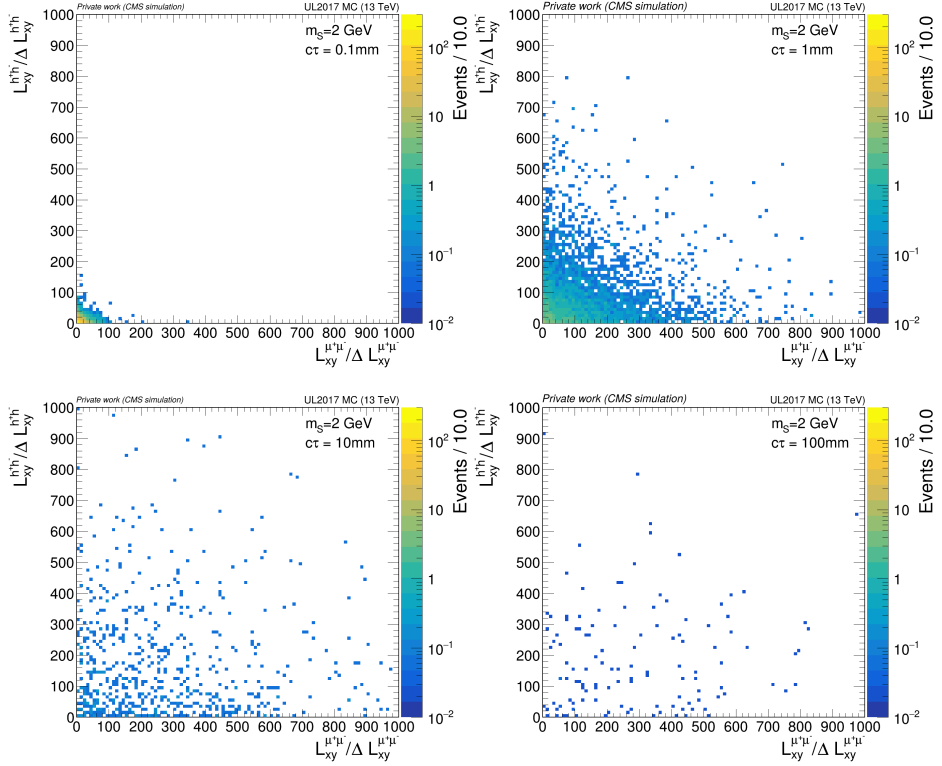 Private work (CMS simulation) UL2017 MC (13 TeV)
m_S=2 GeV
cτ = 0.1mm
L_xy^{h+h-}/Δ L_xy^{h+h-}
1000
900
800
700
600
500
400
300
200
100
0
0 100 200 300 400 500 600 700 800 900 1000
L_xy^{μ+μ-}/Δ L_xy^{μ+μ-}
Events / 10.0
10^2
10
1
10^−1
10^−2
Private work (CMS simulation) UL2017 MC (13 TeV)
m_S=2 GeV
cτ = 1mm
L_xy^{h+h-}/Δ L_xy^{h+h-}
1000
900
800
700
600
500
400
300
200
100
0
0 100 200 300 400 500 600 700 800 900 1000
L_xy^{μ+μ-}/Δ L_xy^{μ+μ-}
Events / 10.0
10^2
10
1
10^−1
10^−2
Private work (CMS simulation) UL2017 MC (13 TeV)
m_S=2 GeV
cτ = 10mm
L_xy^{h+h-}/Δ L_xy^{h+h-}
1000
900
800
700
600
500
400
300
200
100
0
0 100 200 300 400 500 600 700 800 900 1000
L_xy^{μ+μ-}/Δ L_xy^{μ+μ-}
Events / 10.0
10^2
10
1
10^−1
10^−2
Private work (CMS simulation) UL2017 MC (13 TeV)
m_S=2 GeV
cτ = 100mm
L_xy^{h+h-}/Δ L_xy^{h+h-}
1000
900
800
700
600
500
400
300
200
100
0
0 100 200 300 400 500 600 700 800 900 1000
L_xy^{μ+μ-}/Δ L_xy^{μ+μ-}
Events / 10.0
10^2
10
1
10^−1
10^−2